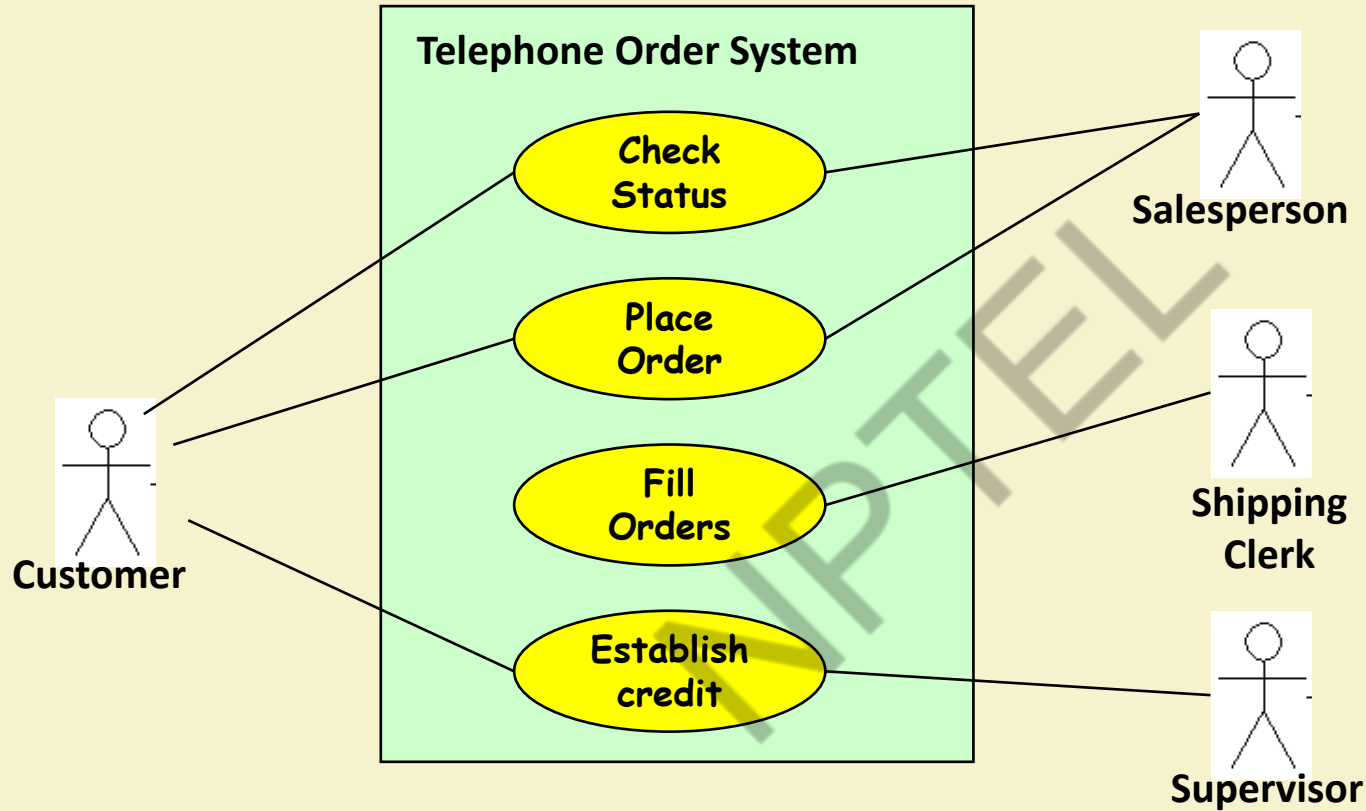 Telephone Order System
Check
Status
Place
Order
Fill
Orders
Establish
credit
Customer
Salesperson
Shipping
Clerk
Supervisor
NPTEL